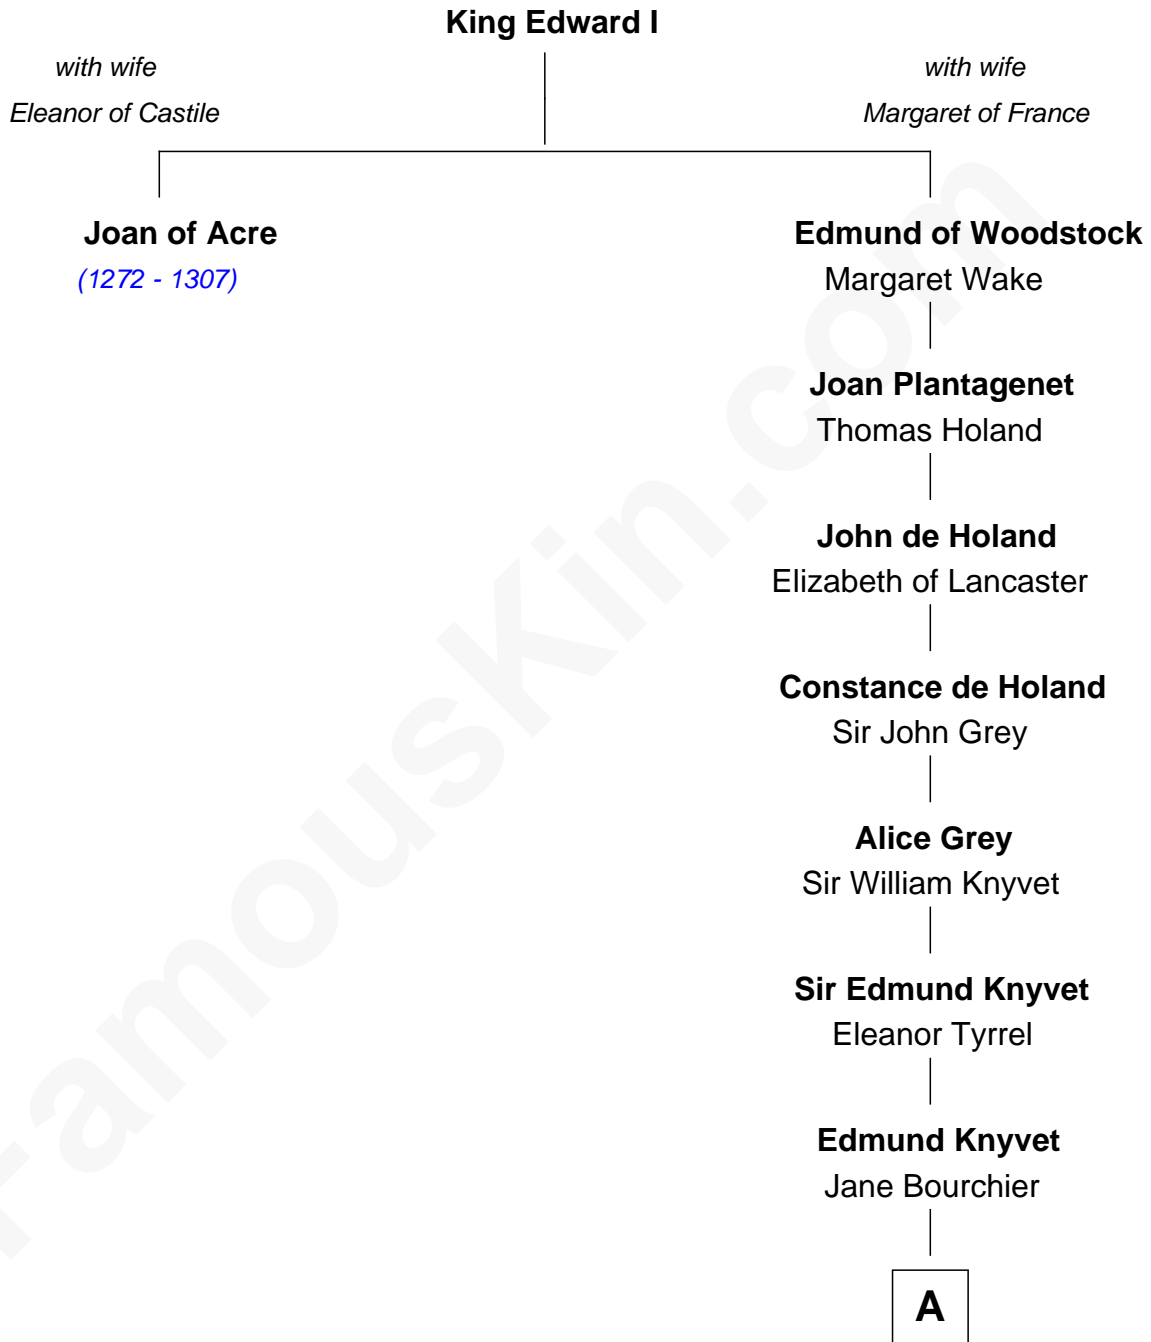 King Edward I
with wife
Eleanor of Castile
with wife
Margaret of France
Joan of Acre
(1272 - 1307)
Edmund of Woodstock
Margaret Wake
Joan Plantagenet
Thomas Holand
John de Holand
Elizabeth of Lancaster
Constance de Holand
Sir John Grey
Alice Grey
Sir William Knyvet
Sir Edmund Knyvet
Eleanor Tyrrel
Edmund Knyvet
Jane Bourchier
A
FamousKin.com